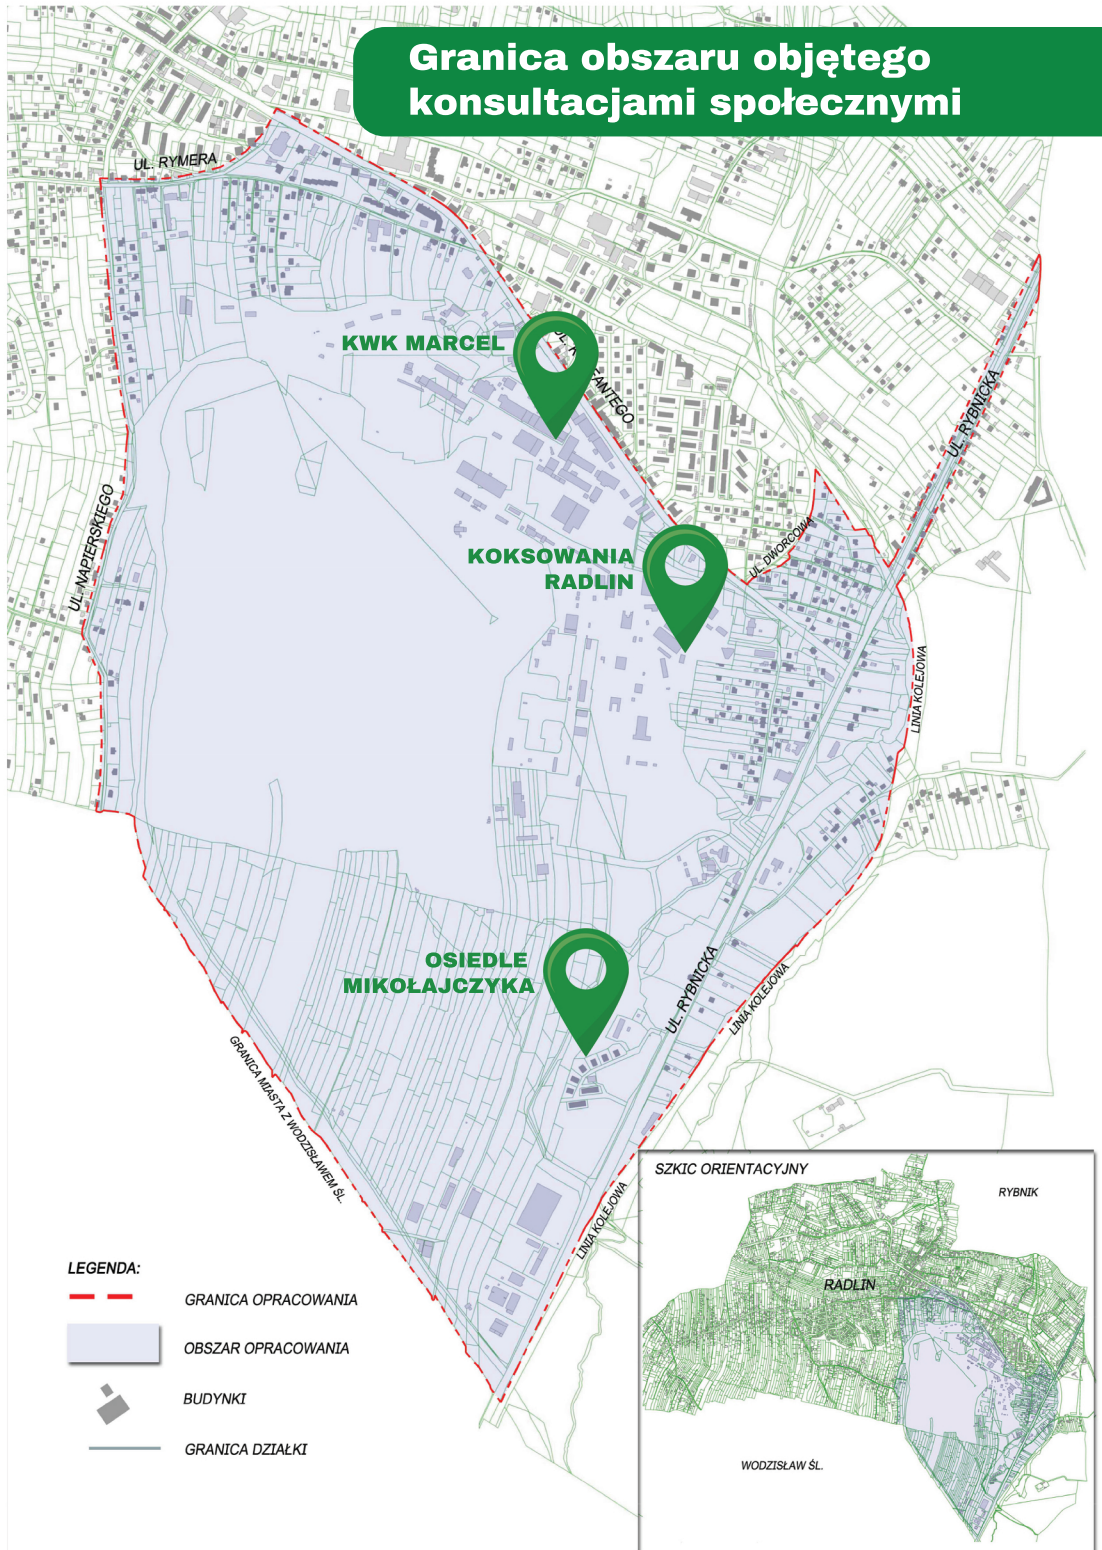 Granica obszaru objętego
konsultacjami społecznymi
UL. RYMERA
KWK MARCEL
FANTEGO
UL. RYBNICKA
UL. NAPIERSKIEGO
KOKSOWANIA
RADLIN
UL. DWORCOWA
LINIA KOLEJOWA
OSIEDLE
MIKOŁAJCZYKA
UL. RYBNICKA
LINIA KOLEJOWA
GRANICA MIASTA Z WODZISŁAWEM ŚL.
LINIA KOLEJOWA
LEGENDA:
GRANICA OPRACOWANIA
OBSZAR OPRACOWANIA
BUDYNKI
GRANICA DZIAŁKI
SZKIC ORIENTACYJNY
RYBNIK
RADLIN
WODZISŁAW ŚL.